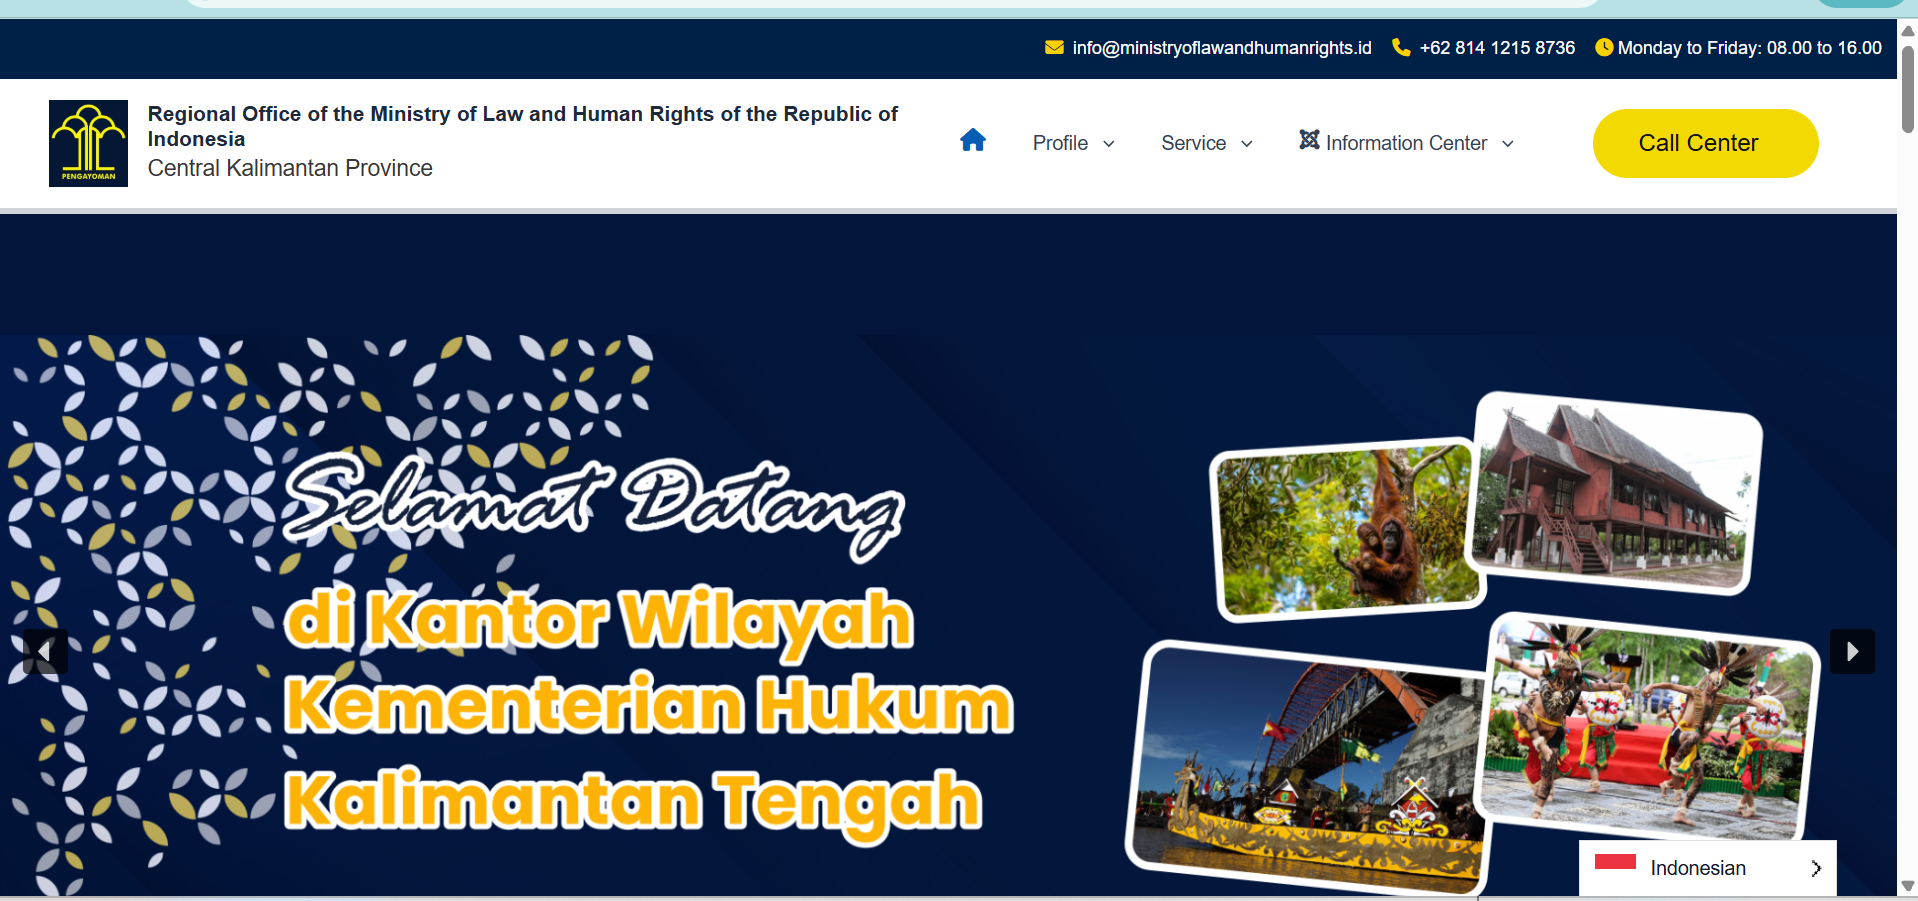 info@ministryoflawandhumanrights.id +62 814 1215 8736 Monday to Friday: 08.00 to 16.00
PENGAYOMAN
Regional Office of the Ministry of Law and Human Rights of the Republic of
Indonesia
Central Kalimantan Province
Profile Service Information Center Call Center
Selamat Datang
di Kantor Wilayah
Kementerian Hukum
Kalimantan Tengah
Indonesian